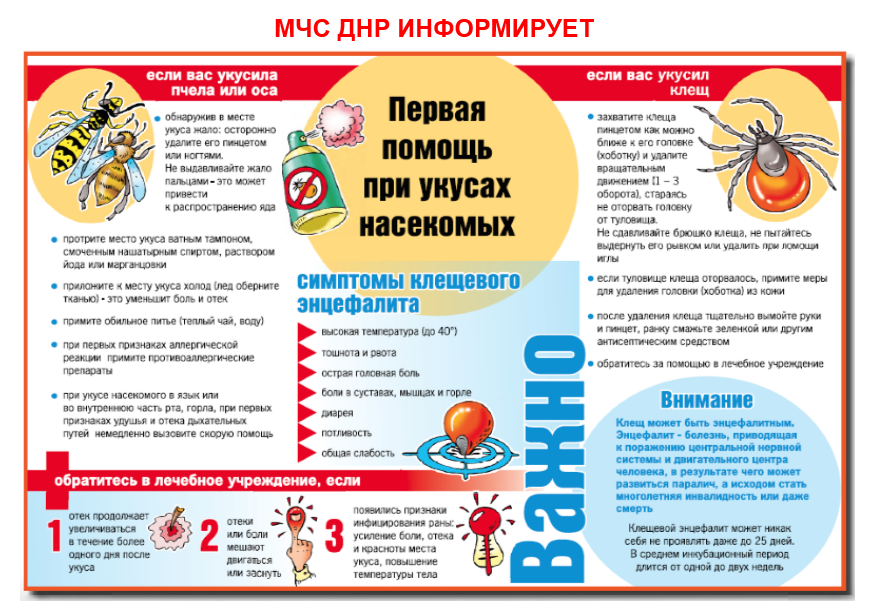 МЧС ДНР ИНФОРМИРУЕТ
если вас укусила
пчела или оса
обнаружив в месте
укуса жало: осторожно
удалите его пинцетом
или ногтями.
Не выдавливайте жало
пальцами - это может
привести
к распространению яда
протрите место укуса ватным тампоном,
смоченным нашатырным спиртом, раствором
йода или марганцовки
приложите к месту укуса холод (лед оберните
тканью) - это уменьшит боль и отек
примите обильное питье (теплый чай, воду)
при первых признаках аллергической
реакции примите противоаллергические
препараты
при укусе насекомого в язык или
во внутреннюю часть рта, горла, при первых
признаках удушья и отека дыхательных
путей немедленно вызовите скорую помощь
Первая
помощь
при укусах
насекомых
симптомы клещевого
энцефалита
высокая температура (до 40°)
тошнота и рвота
острая головная боль
боли в суставах, мышцах и горле
диарея
потливость
общая слабость
Важно
если вас укусил
клещ
захватите клеща
пинцетом как можно
ближе к его головке
(хоботку) и удалите
вращательным
движением (1 – 3
оборота), стараясь
не оторвать головку
от туловища.
Не сдавливайте брюшко клеща, не пытайтесь
выдернуть его рывком или удалить при помощи
иглы
если туловище клеща оторвалось, примите меры
для удаления головки (хоботка) из кожи
после удаления клеща тщательно вымойте руки
и пинцет, ранку смажьте зеленкой или другим
антисептическим средством
обратитесь за помощью в лечебное учреждение
Внимание
Клещ может быть энцефалитным.
Энцефалит - болезнь, приводящая
к поражению центральной нервной
системы и двигательного центра
человека, в результате чего может
развиться паралич, а исходом стать
многолетняя инвалидность или даже
смерть
Клещевой энцефалит может никак
себя не проявлять даже до 25 дней.
В среднем инкубационный период
длится от одной до двух недель
обратитесь в лечебное учреждение, если
1
отек продолжает
увеличиваться
в течение более
одного дня после
укуса
2
отеки
или боли
мешают
двигаться
или заснуть
3
появились признаки
инфицирования раны:
усиление боли, отека
и красноты места
укуса, повышение
температуры тела